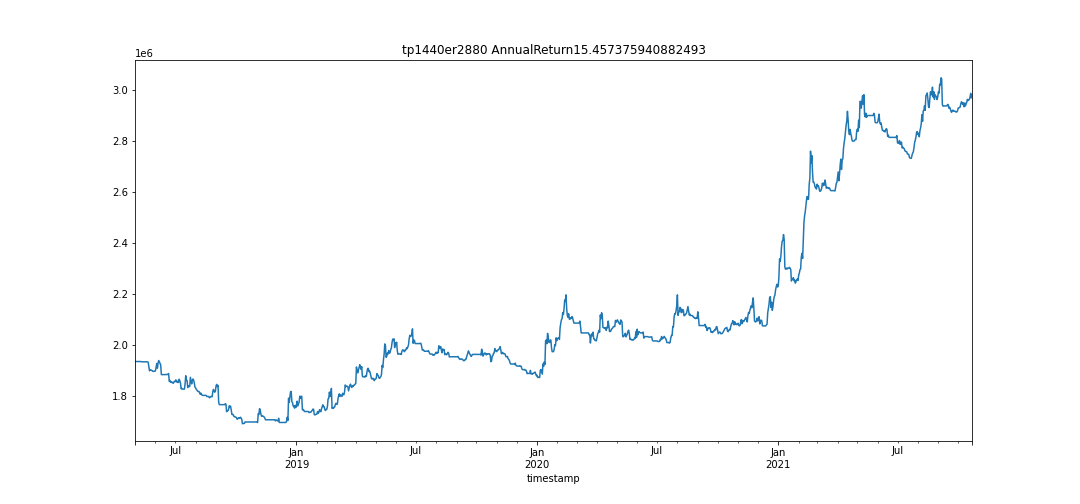 tp1440er2880 AnnualReturn15.457375940882493
1e6
3.0
2.8
2.6
2.4
2.2
2.0
1.8
Jul Jan Jul Jan Jul Jan Jul
2019 2020 2021
timestamp